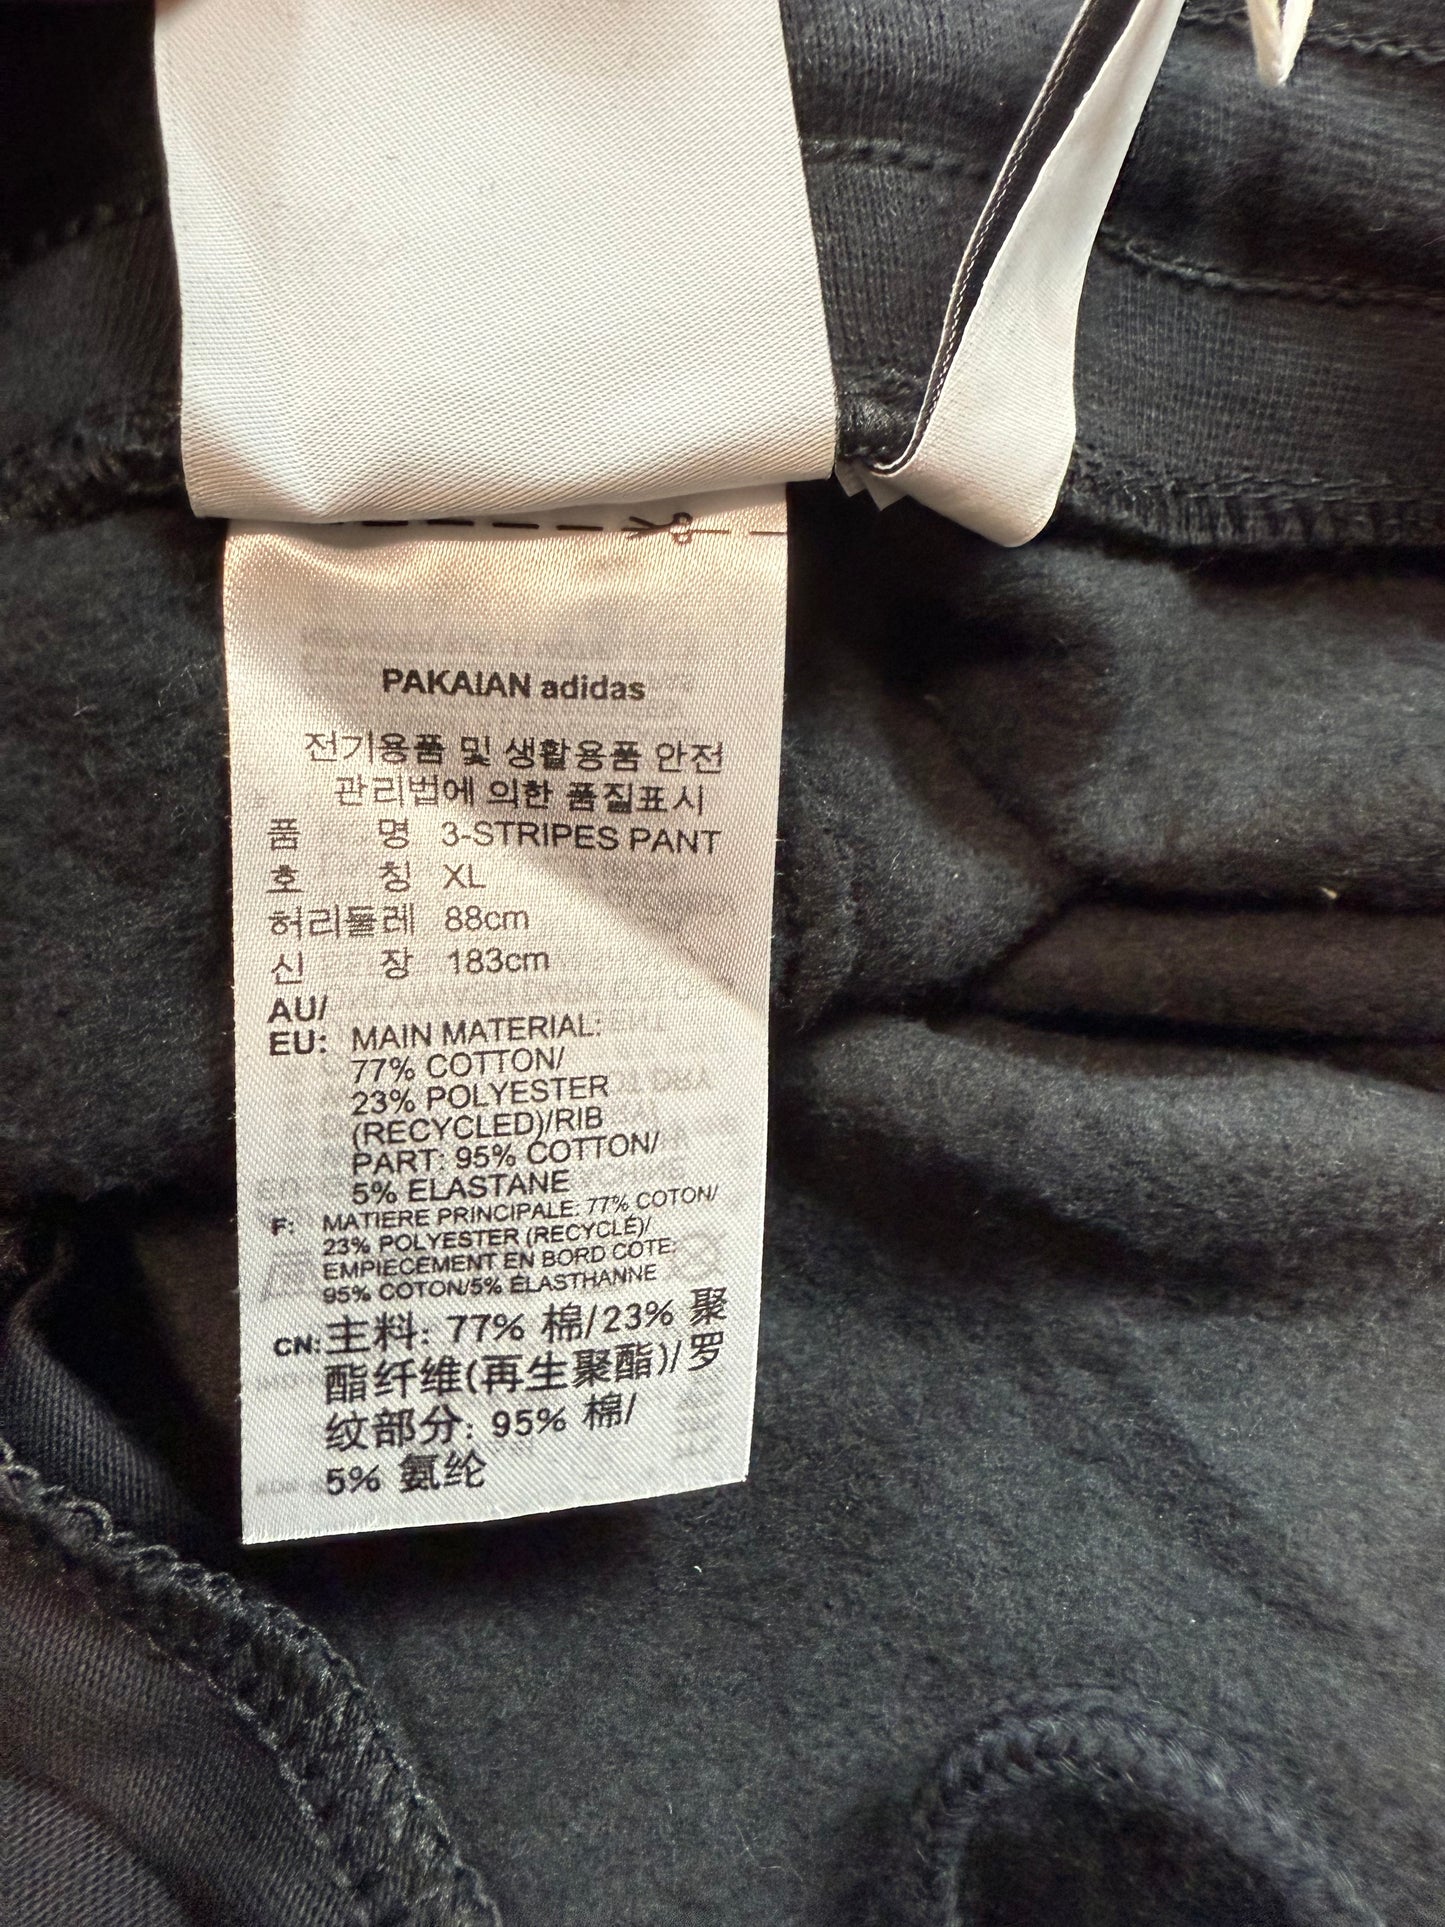 PAKAIAN adidas
전기용품 및 생활용품 안전
관리법에 의한 품질표시
품 명 3-STRIPES PANT
호 칭 XL
허리둘레 88cm
신 장 183cm
AU/
EU: MAIN MATERIAL:
77% COTTON/
23% POLYESTER
(RECYCLED)/RIB
PART: 95% COTTON/
5% ELASTANE
F: MATIERE PRINCIPALE: 77% COTON/
23% POLYESTER (RECYCLÉ)/
EMPIECEMENT EN BORD COTE:
95% COTON/5% ÉLASTHANNE
CN: 主料: 77% 棉/23% 聚
酯纤维(再生聚酯)/罗
纹部分: 95% 棉/
5% 氨纶